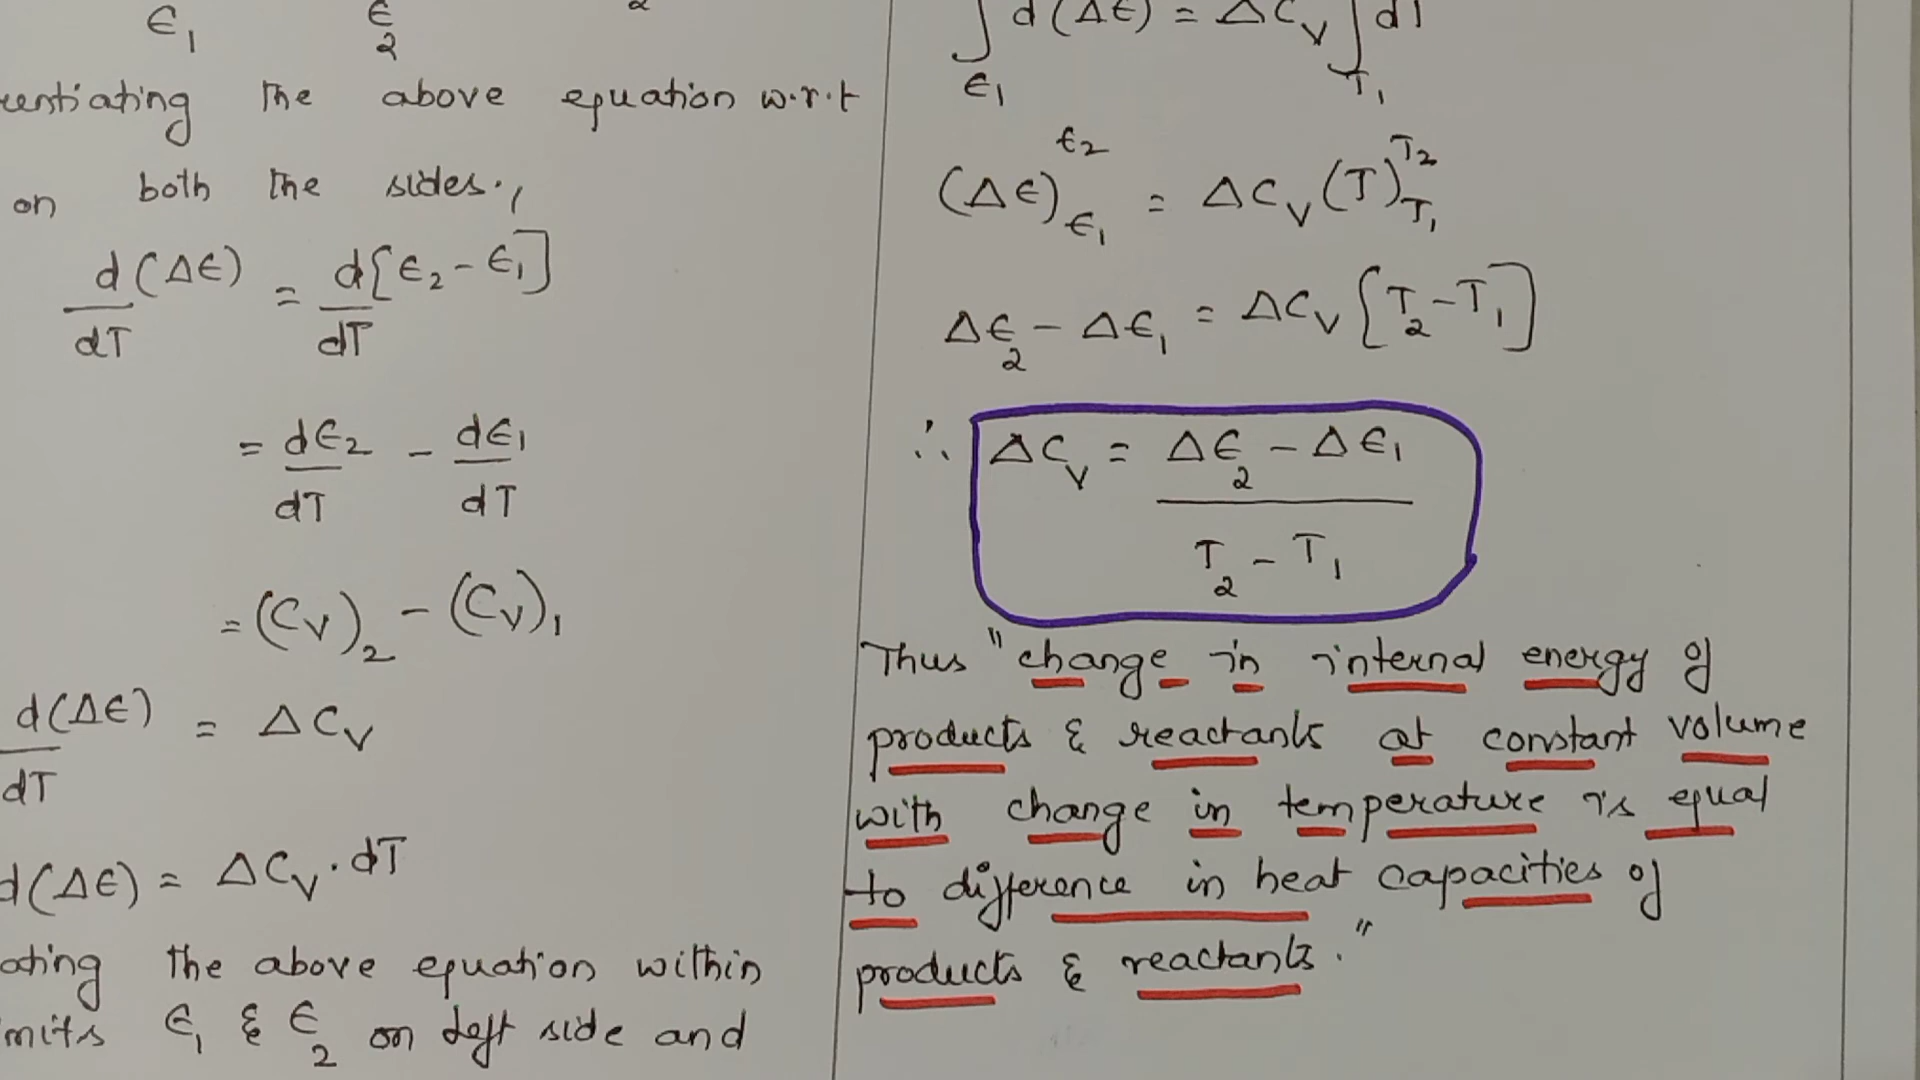 ϵ₁ ϵ₂ 2
rentiating the above equation w.r.t
on both the sides.,
d(Δϵ)/dT = d[ϵ₂ - ϵ₁]/dT
= dϵ₂/dT - dϵ₁/dT
= (Cv)₂ - (Cv)₁
d(Δϵ)/dT = ΔCv
d(Δϵ) = ΔCv · dT
ating the above equation within
mits ϵ₁ & ϵ₂ on left side and
∫ϵ₁ d(Δϵ) = ΔCv ∫T₁ dT
(Δϵ)ϵ₁^ϵ₂ = ΔCv (T)T₁^T₂
Δϵ₂ - Δϵ₁ = ΔCv [T₂ - T₁]
∴ ΔCv = Δϵ₂ - Δϵ₁ / T₂ - T₁
Thus "change in internal energy of
products & reactants at constant volume
with change in temperature is equal
to difference in heat capacities of
products & reactants."